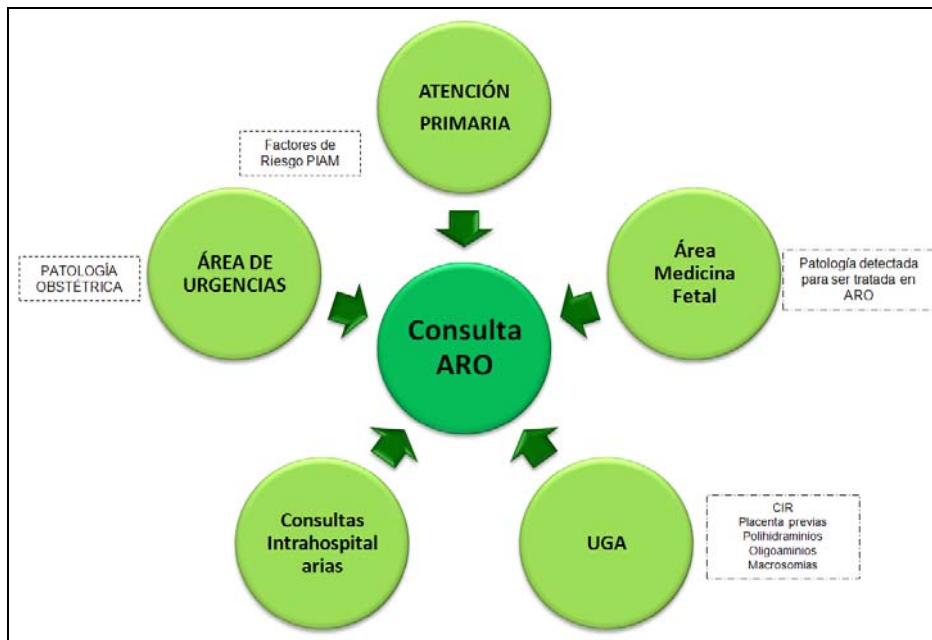 ATENCIÓN
PRIMARIA
Factores de
Riesgo PIAM
ÁREA DE
URGENCIAS
PATOLOGÍA
OBSTÉTRICA
Área
Medicina
Fetal
Patología detectada
para ser tratada en
ARO
Consulta
ARO
Consultas
Intrahospital
arias
UGA
CIR
Placenta previas
Polihidraminios
Oligoaminios
Macrosomias